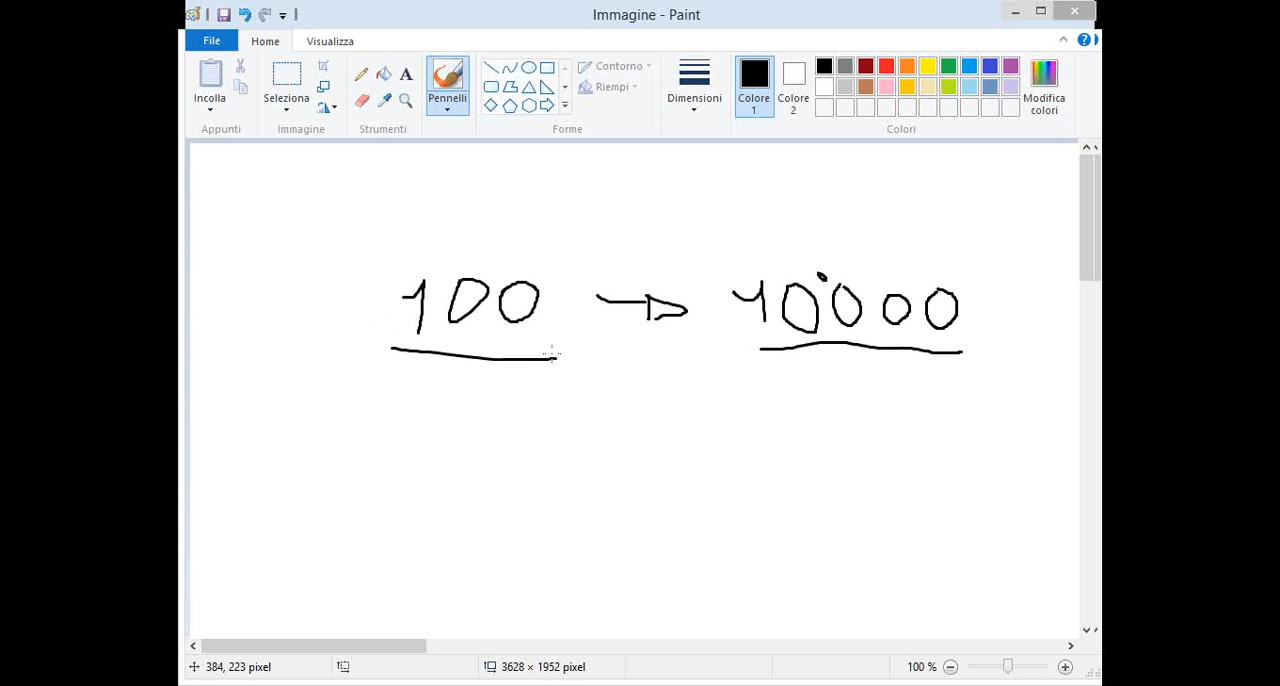 Immagine - Paint
File Home Visualizza
Incolla Seleziona Pennelli Contorno Riempi Dimensioni Colore 1 Colore 2 Modifica colori
Appunti Immagine Strumenti Forme Colori
100 → 10˙000
384, 223 pixel 3628 × 1952 pixel 100 %